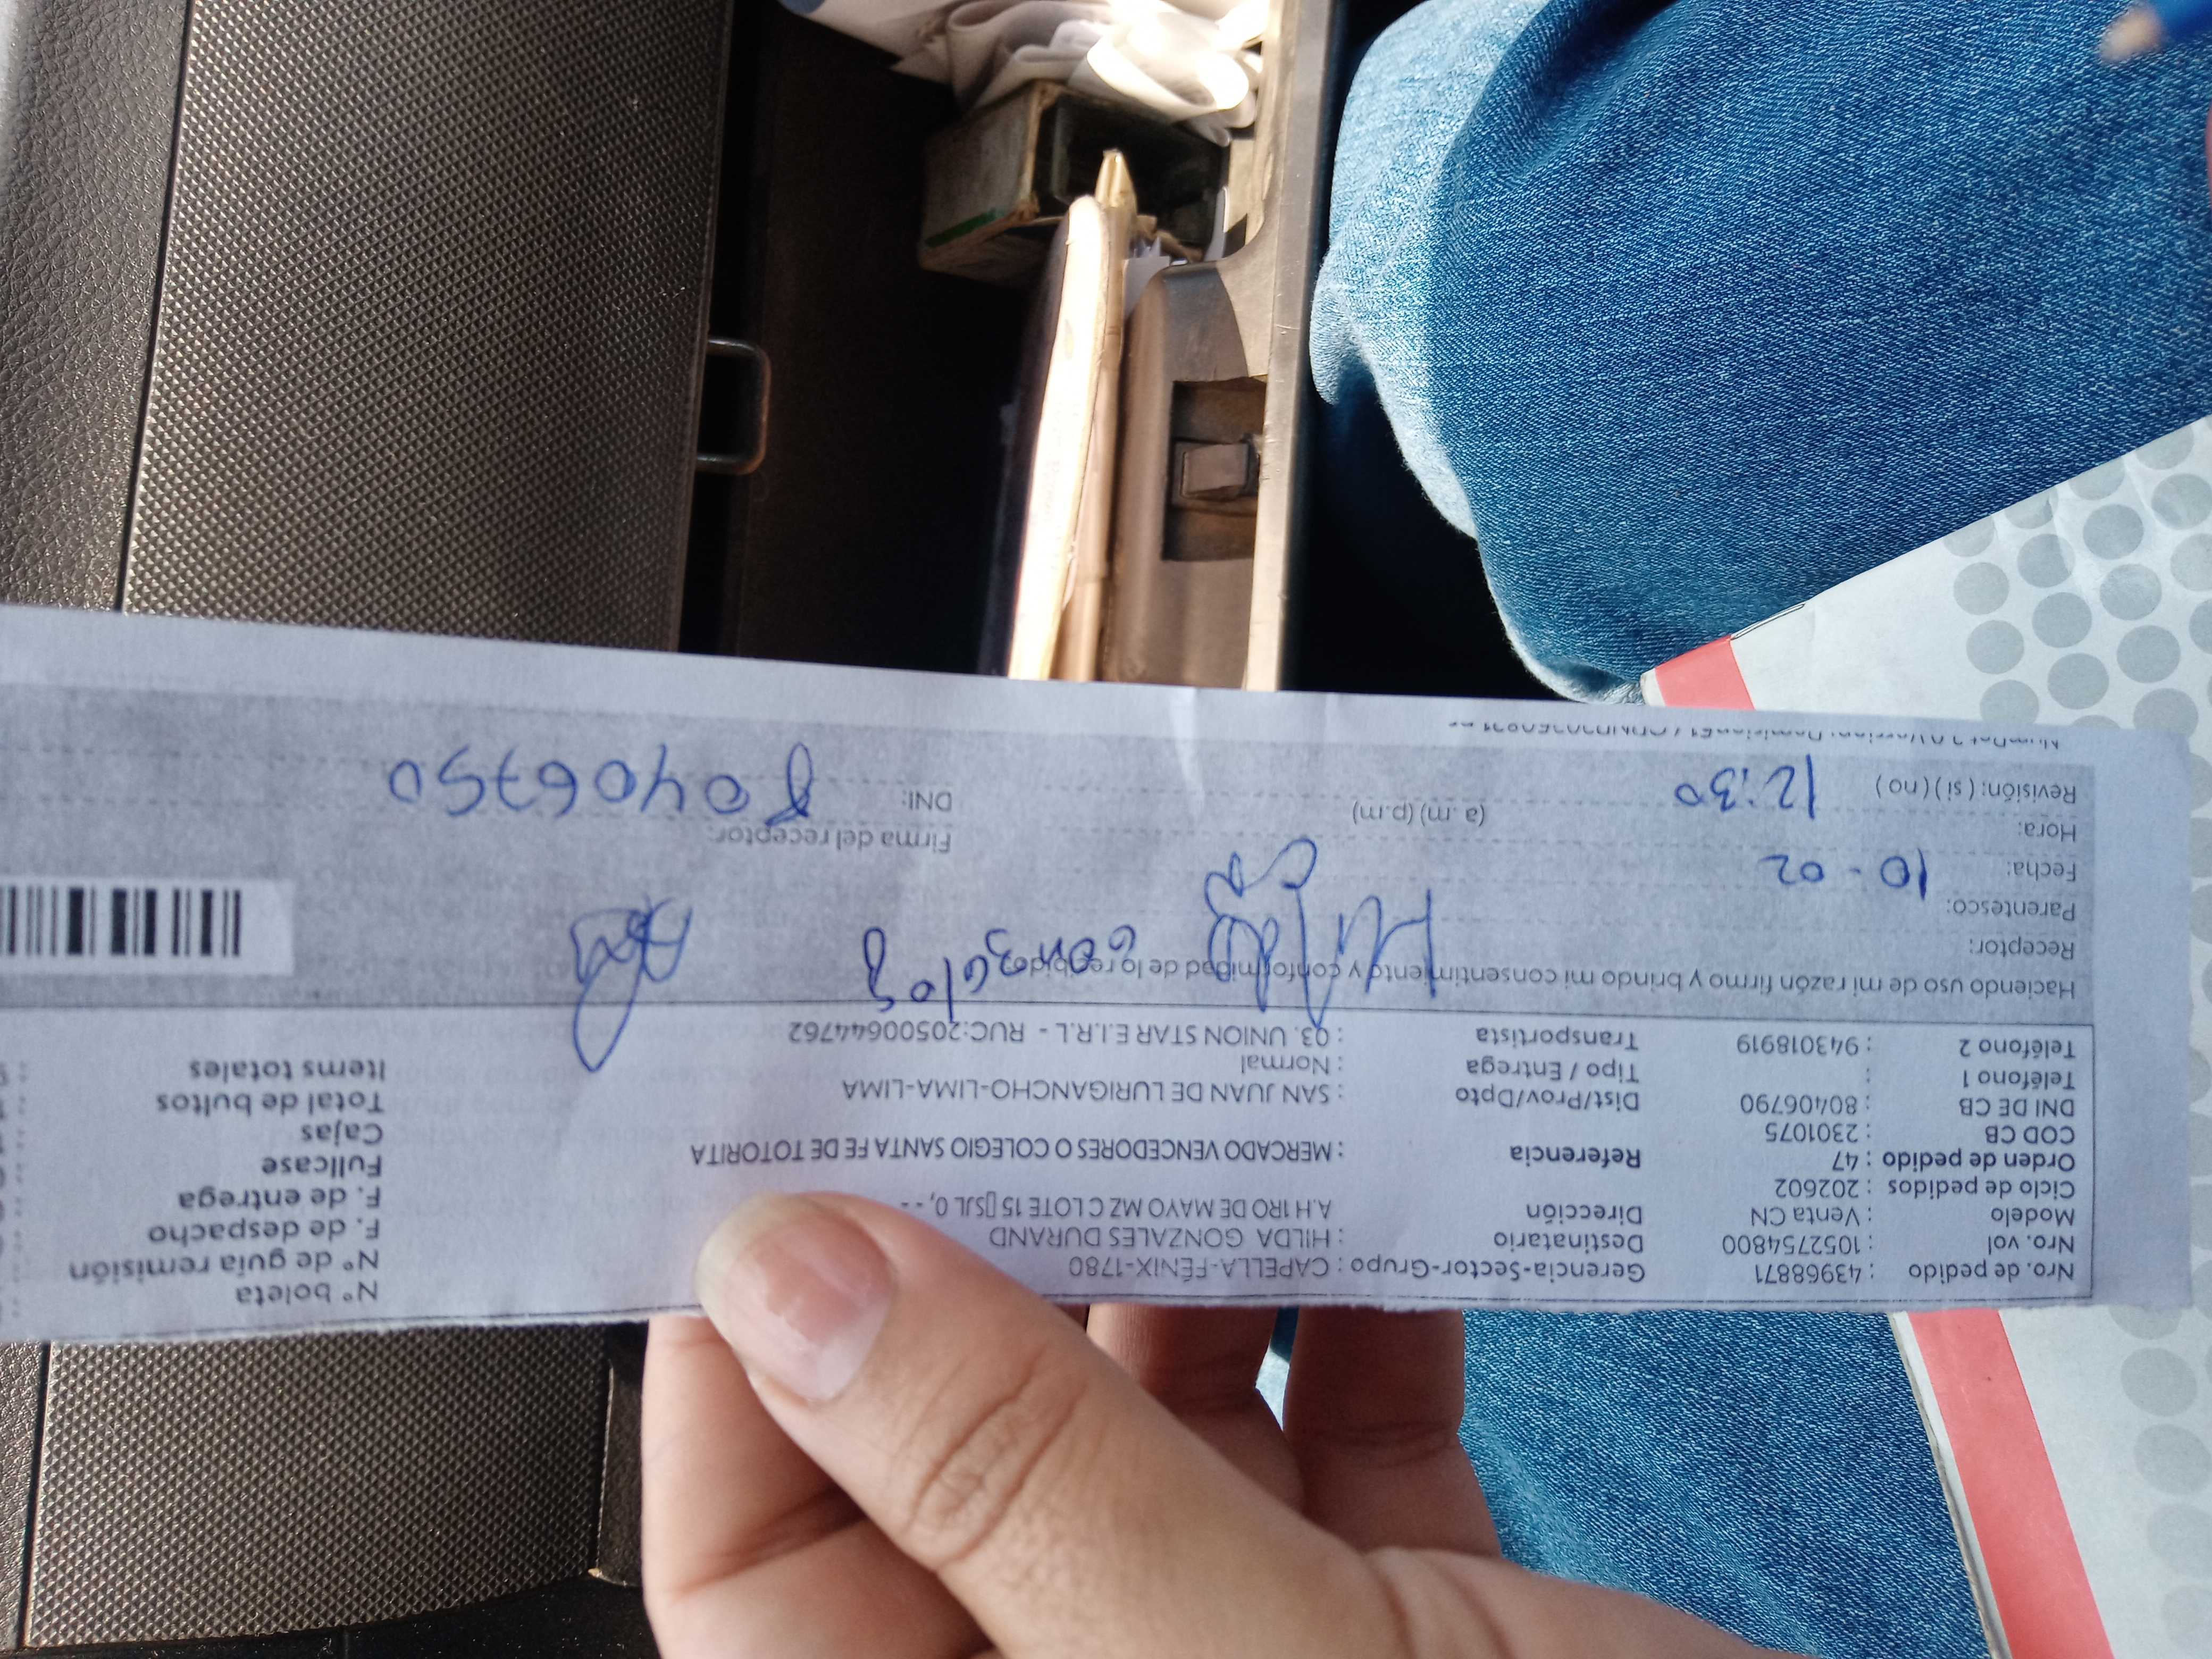 Nro. de pedido : 43968871 Gerencia-Sector-Grupo : CAPELLA-FÉNIX-1780 N° boleta
Nro. vol : 1052754800 Destinatario : HILDA GONZALES DURAND N° de guía remisión
Modelo : Venta CN Dirección A.H 1RO DE MAYO MZ C LOTE 15 ▯SJL 0, - - F. de despacho
Ciclo de pedidos : 202602 F. de entrega
Orden de pedido : 47 Referencia : MERCADO VENCEDORES O COLEGIO SANTA FE DE TOTORITA Fullcase
COD CB : 2301075 Cajas
DNI DE CB : 80406790 Dist/Prov/Dpto : SAN JUAN DE LURIGANCHO-LIMA-LIMA Total de bultos
Teléfono 1 : Tipo / Entrega : Normal Items totales
Teléfono 2 : 943018919 Transportista : 03. UNION STAR E.I.R.L - RUC:20500644762
Haciendo uso de mi razón firmo y brindo mi consentimiento y conformidad de lo recibido.
Receptor: Hilda Gonzalos
Parentesco:
Fecha: 10-02
Hora: 12:30 (a.m) (p.m) Firma del receptor:
Revisión: ( si ) ( no ) DNI: 80406750